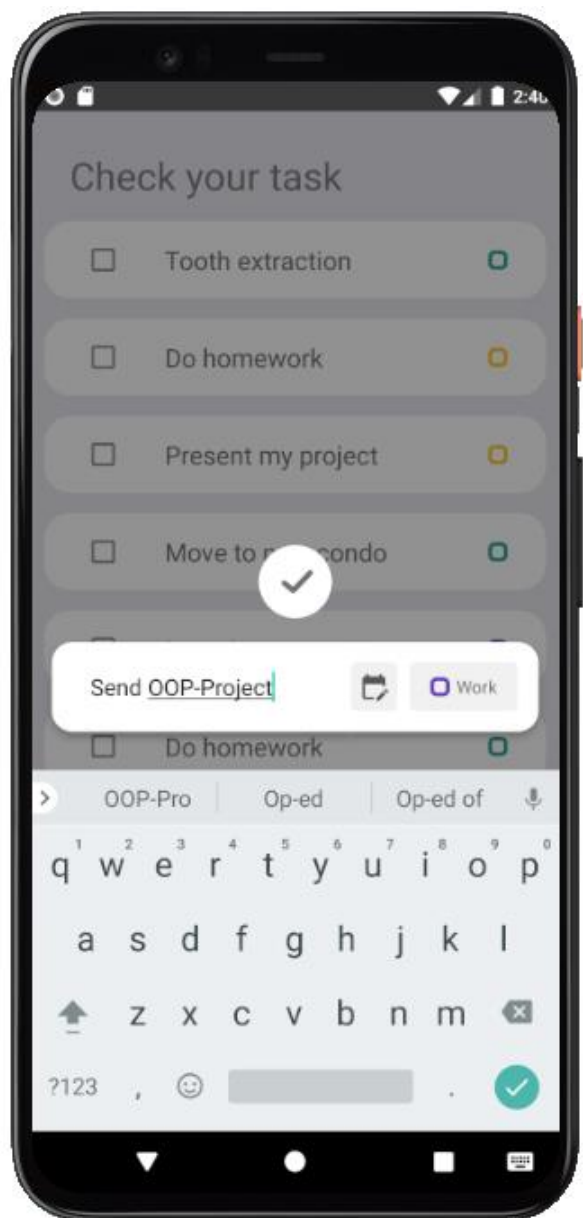 2:40
Check your task
Tooth extraction
Do homework
Present my project
Move to condo
Send OOP-Project
Work
Do homework
OOP-Pro Op-ed Op-ed of
1 2 3 4 5 6 7 8 9 0
q w e r t y u i o p
a s d f g h j k l
z x c v b n m
?123 , .